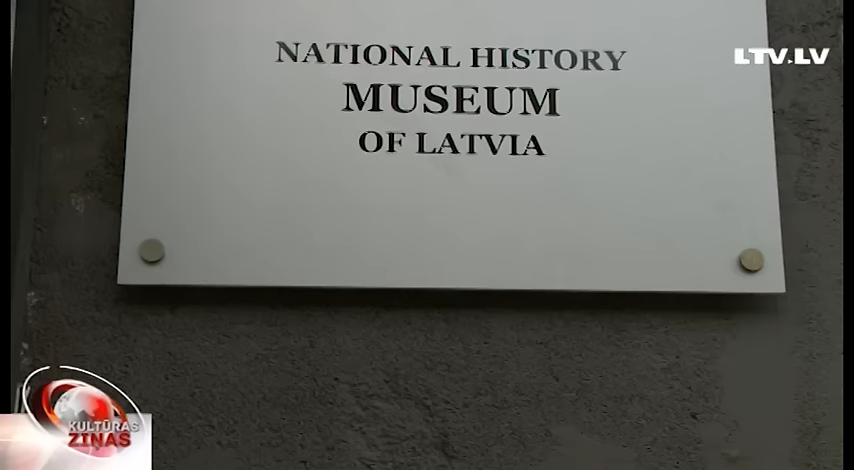 NATIONAL HISTORY
MUSEUM
OF LATVIA
LTV.LV
KULTŪRAS
ZIŅAS